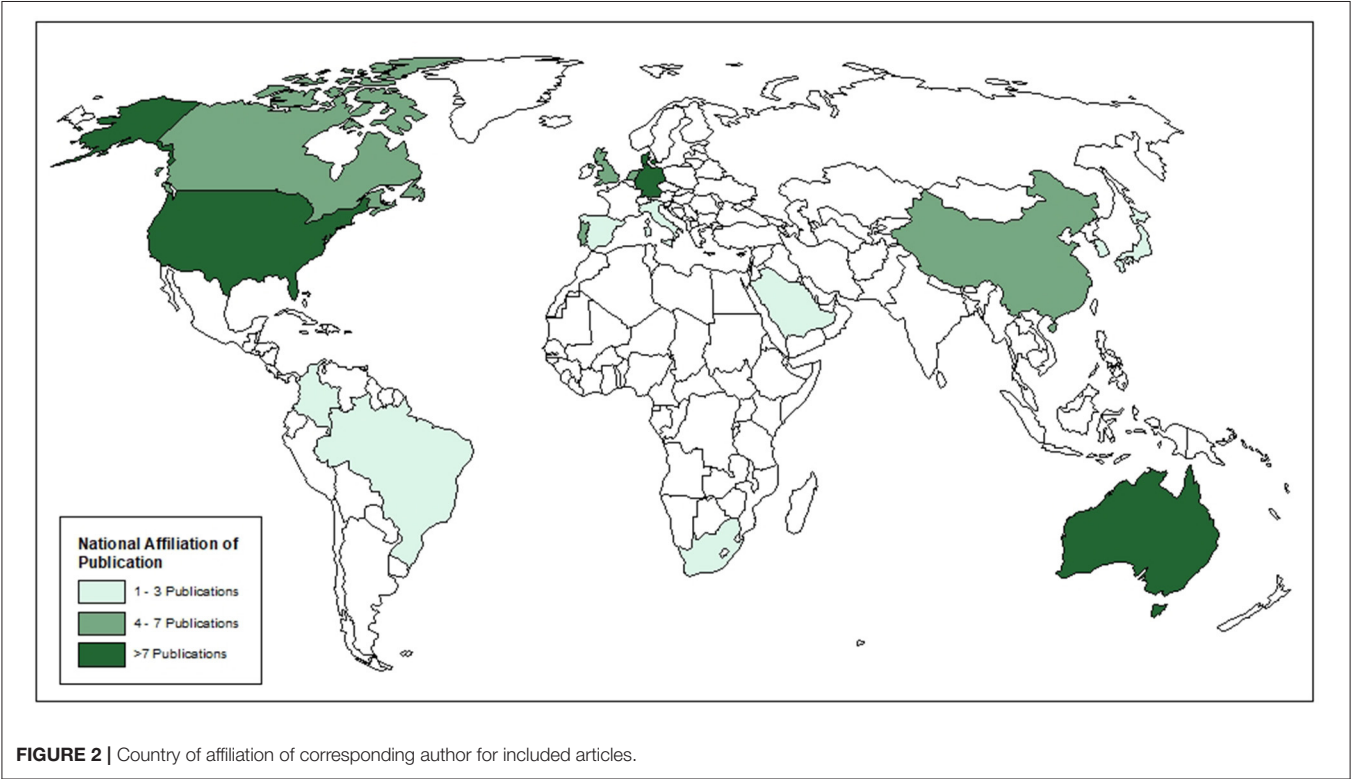 National Affiliation of
Publication
1 - 3 Publications
4 - 7 Publications
>7 Publications
FIGURE 2 | Country of affiliation of corresponding author for included articles.